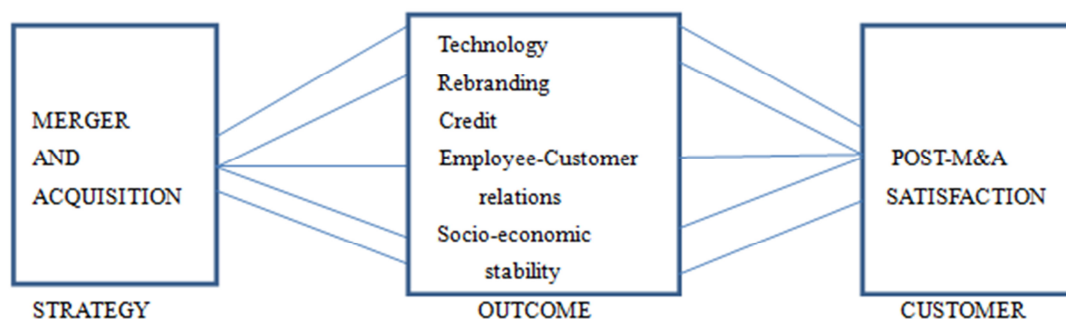 MERGER
AND
ACQUISITION
Technology
Rebranding
Credit
Employee-Customer
relations
Socio-economic
stability
POST-M&A
SATISFACTION
STRATEGY
OUTCOME
CUSTOMER